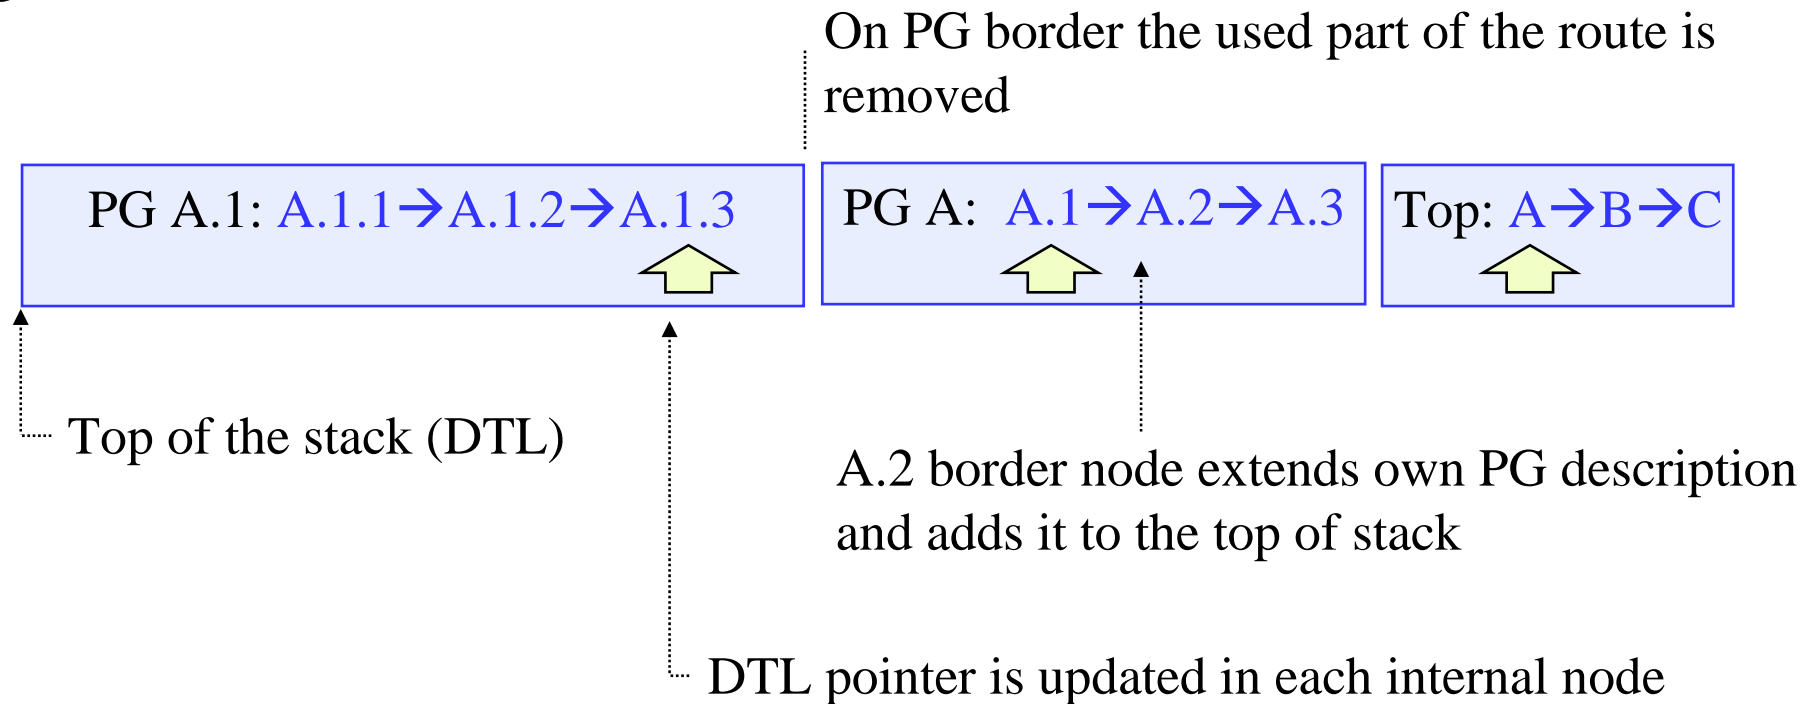 On PG border the used part of the route is
removed
PG A.1: A.1.1→A.1.2→A.1.3
PG A: A.1→A.2→A.3
Top: A→B→C
Top of the stack (DTL)
A.2 border node extends own PG description
and adds it to the top of stack
DTL pointer is updated in each internal node